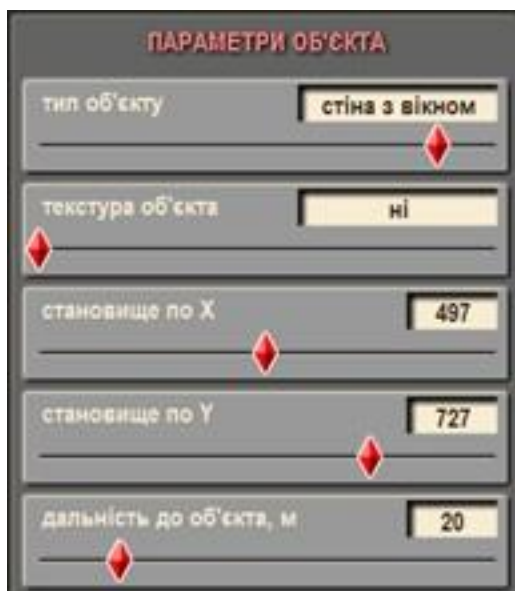 ПАРАМЕТРИ ОБ'ЄКТА
тип об'єкту стіна з вікном
текстура об'єкта ні
становище по X 497
становище по Y 727
дальність до об'єкта, м 20